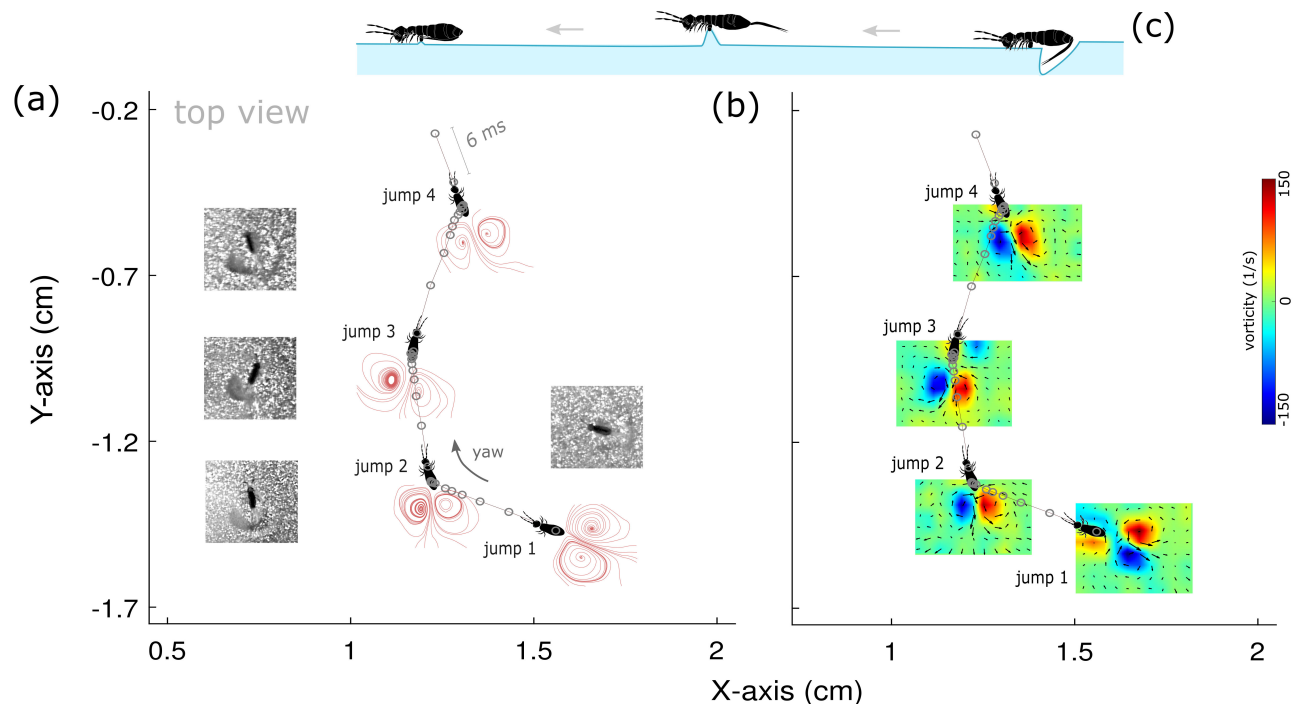 (c)
(a)
top view
-0.2
-0.7
-1.2
-1.7
Y-axis (cm)
0.5
1
1.5
2
6 ms
jump 4
jump 3
jump 2
yaw
jump 1
(b)
jump 4
jump 3
jump 2
jump 1
1
1.5
2
X-axis (cm)
150
0
-150
vorticity (1/s)